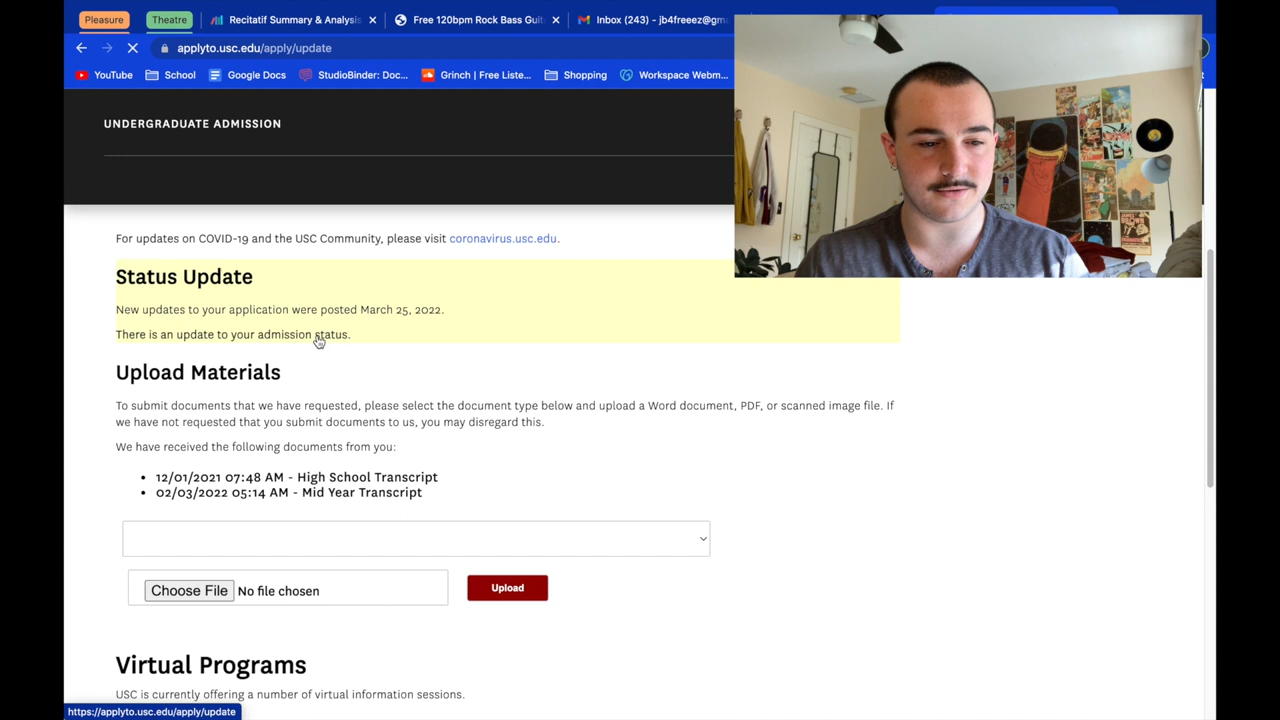 Pleasure
Theatre
Recitatif Summary & Analysis
Free 120bpm Rock Bass Guit
Inbox (243) - jb4freeez@gm
applyto.usc.edu/apply/update
YouTube
School
Google Docs
StudioBinder: Doc...
Grinch | Free Liste...
Shopping
Workspace Webm...
UNDERGRADUATE ADMISSION
For updates on COVID-19 and the USC Community, please visit coronavirus.usc.edu.
Status Update
New updates to your application were posted March 25, 2022.
There is an update to your admission status.
Upload Materials
To submit documents that we have requested, please select the document type below and upload a Word document, PDF, or scanned image file. If
we have not requested that you submit documents to us, you may disregard this.
We have received the following documents from you:
• 12/01/2021 07:48 AM - High School Transcript
• 02/03/2022 05:14 AM - Mid Year Transcript
Choose File No file chosen
Upload
Virtual Programs
USC is currently offering a number of virtual information sessions.
https://applyto.usc.edu/apply/update
JAMES
BROWN